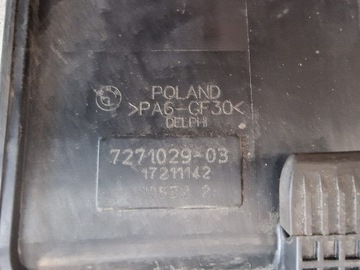 POLAND
>PA6-GF30<
DELPHI
7271029-03
17211142